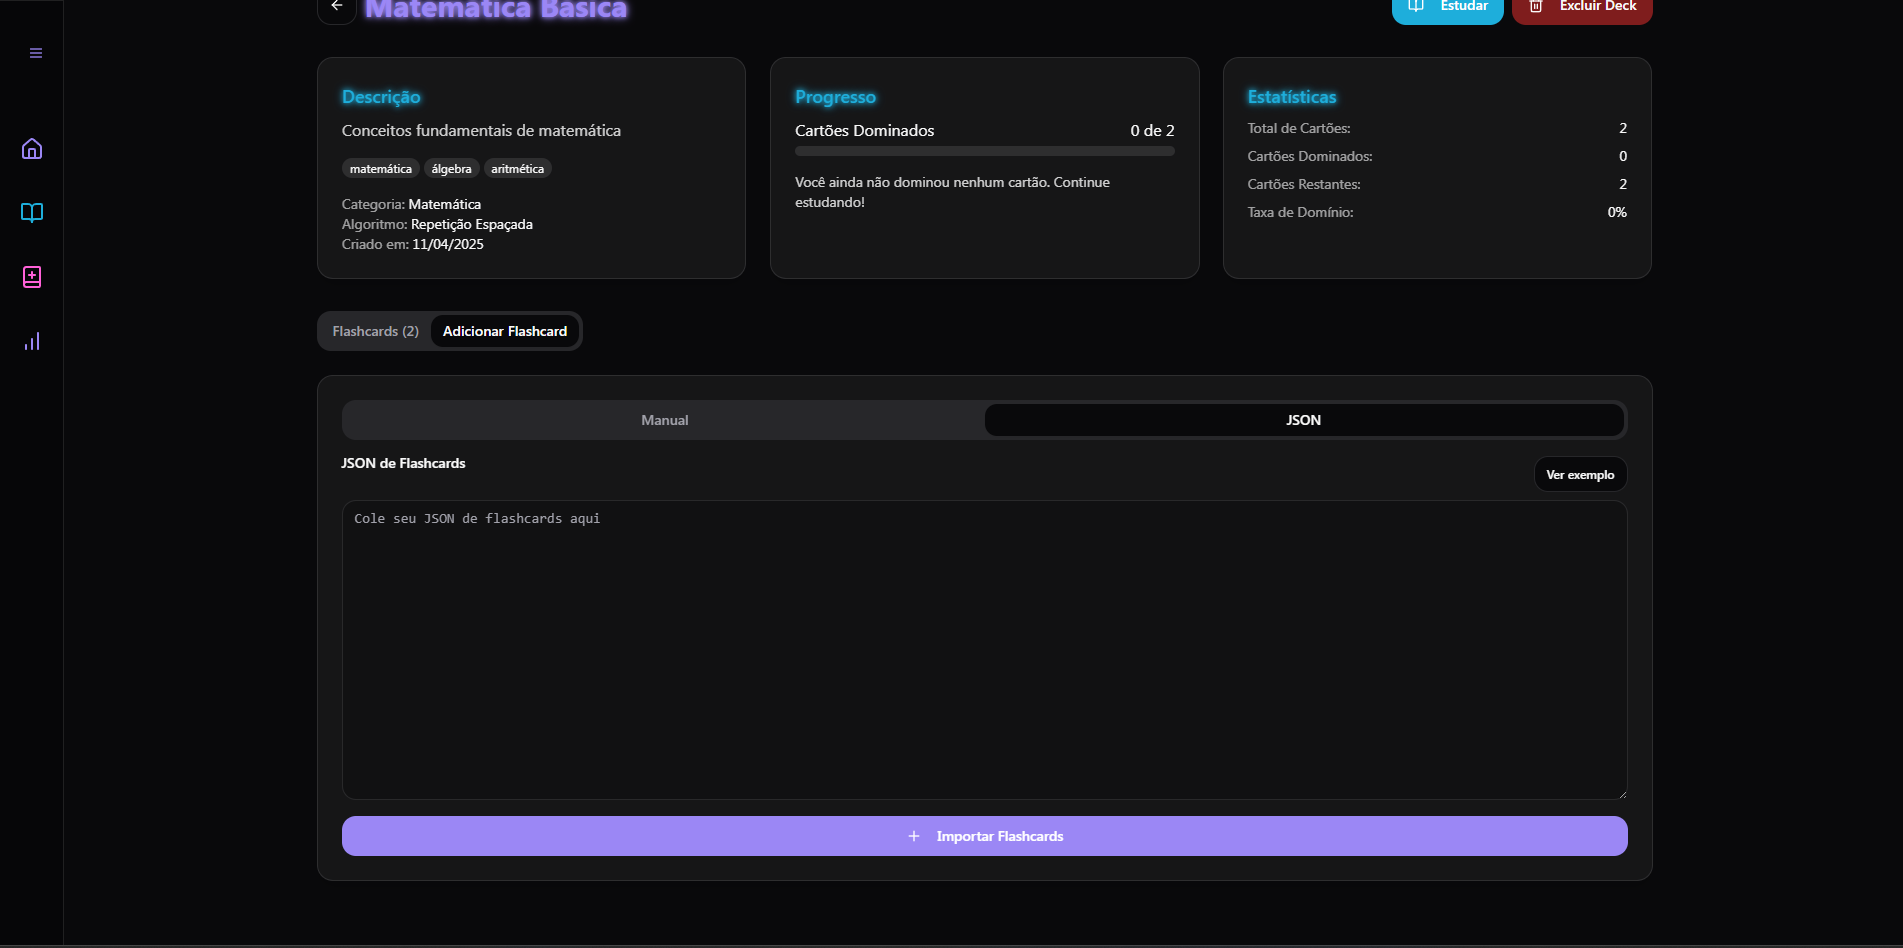 Matemática Básica
Estudar
Excluir Deck
Descrição
Conceitos fundamentais de matemática
matemática álgebra aritmética
Categoria: Matemática
Algoritmo: Repetição Espaçada
Criado em: 11/04/2025
Progresso
Cartões Dominados 0 de 2
Você ainda não dominou nenhum cartão. Continue
estudando!
Estatísticas
Total de Cartões: 2
Cartões Dominados: 0
Cartões Restantes: 2
Taxa de Domínio: 0%
Flashcards (2) Adicionar Flashcard
Manual JSON
JSON de Flashcards
Ver exemplo
Cole seu JSON de flashcards aqui
Importar Flashcards